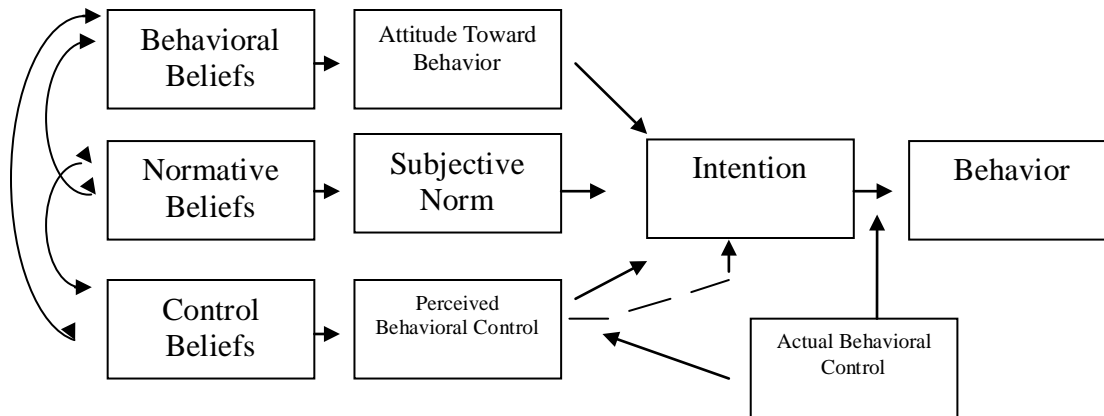 Behavioral
Beliefs
Attitude Toward
Behavior
Normative
Beliefs
Subjective
Norm
Intention
Behavior
Control
Beliefs
Perceived
Behavioral Control
Actual Behavioral
Control